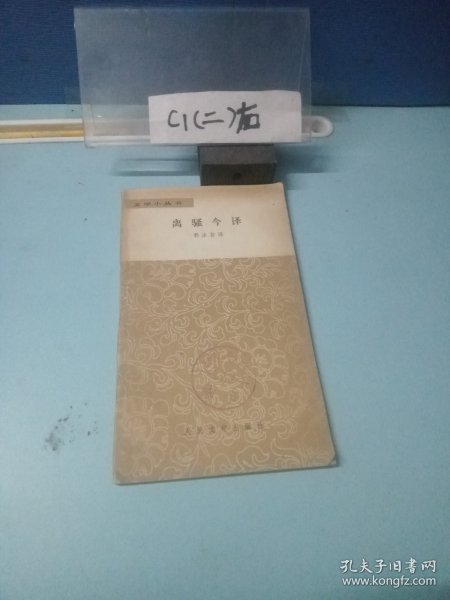 C1(二)右
文学小丛书
离骚今译
郭沫若译
人民文学出版社
孔夫子旧书网
www.kongfz.com